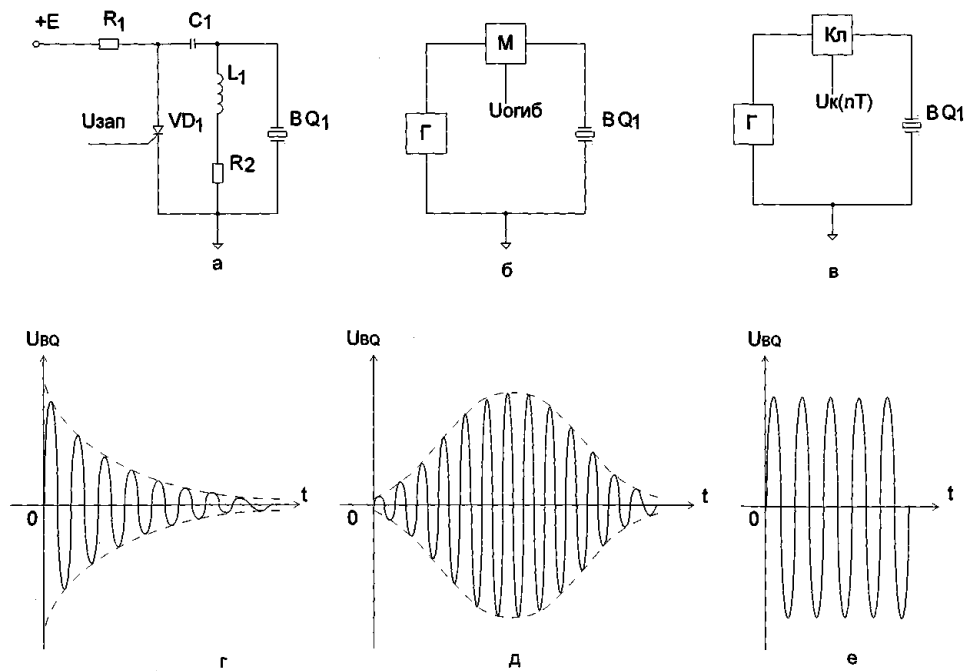 +E
R1
C1
L1
Uзап
VD1
R2
BQ1
а
М
Uогиб
Г
BQ1
б
Кл
Uк(nT)
Г
BQ1
в
UBQ
0
t
г
UBQ
0
t
д
UBQ
0
t
е